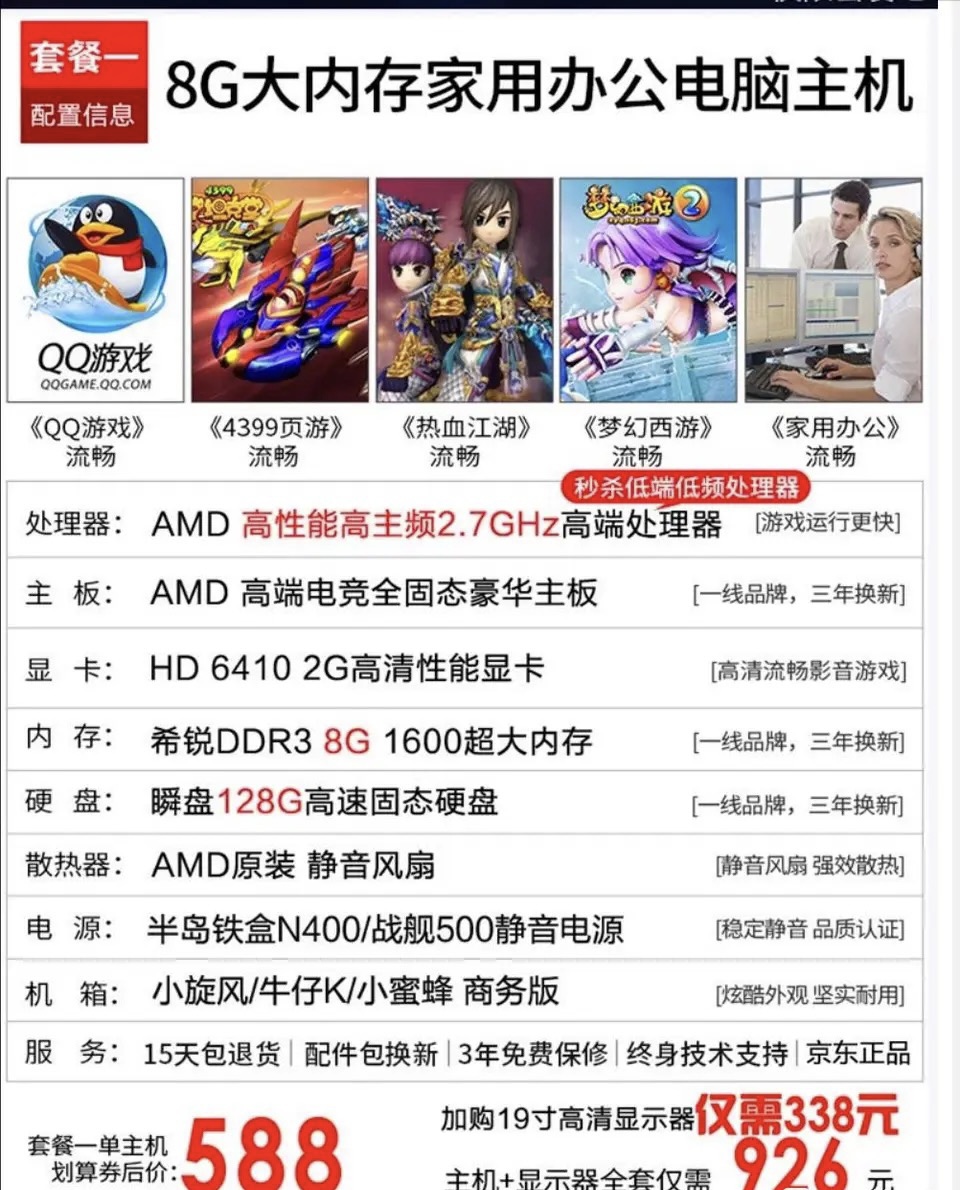 套餐一
配置信息
8G大内存家用办公电脑主机
4399
梦幻西游2
QQ游戏
QQGAME.QQ.COM
《QQ游戏》 《4399页游》 《热血江湖》 《梦幻西游》 《家用办公》
流畅 流畅 流畅 流畅 流畅
秒杀低端低频处理器
处理器： AMD 高性能高主频2.7GHz高端处理器 [游戏运行更快]
主 板： AMD 高端电竞全固态豪华主板 [一线品牌，三年换新]
显 卡： HD 6410 2G高清性能显卡 [高清流畅影音游戏]
内 存： 希锐DDR3 8G 1600超大内存 [一线品牌，三年换新]
硬 盘： 瞬盘128G高速固态硬盘 [一线品牌，三年换新]
散热器： AMD原装 静音风扇 [静音风扇 强效散热]
电 源： 半岛铁盒N400/战舰500静音电源 [稳定静音 品质认证]
机 箱： 小旋风/牛仔K/小蜜蜂 商务版 [炫酷外观 坚实耐用]
服 务： 15天包退货|配件包换新|3年免费保修|终身技术支持|京东正品
套餐一单主机
划算券后价:588
加购19寸高清显示器仅需338元
主机+显示器全套仅需 926 元